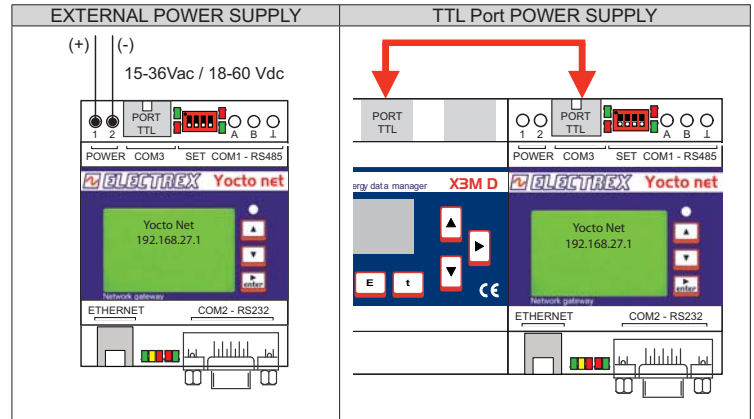 EXTERNAL POWER SUPPLY
(+) (-)
15-36Vac / 18-60 Vdc
PORT
TTL
1 2 A B ⊥
POWER COM3 SET COM1 - RS485
ELECTREX Yocto net
Yocto Net
192.168.27.1
enter
Network gateway
ETHERNET COM2 - RS232
TTL Port POWER SUPPLY
PORT
TTL
PORT
TTL
1 2 A B ⊥
POWER COM3 SET COM1 - RS485
ergy data manager X3M D
ELECTREX Yocto net
Yocto Net
192.168.27.1
enter
E t
CE
Network gateway
ETHERNET COM2 - RS232